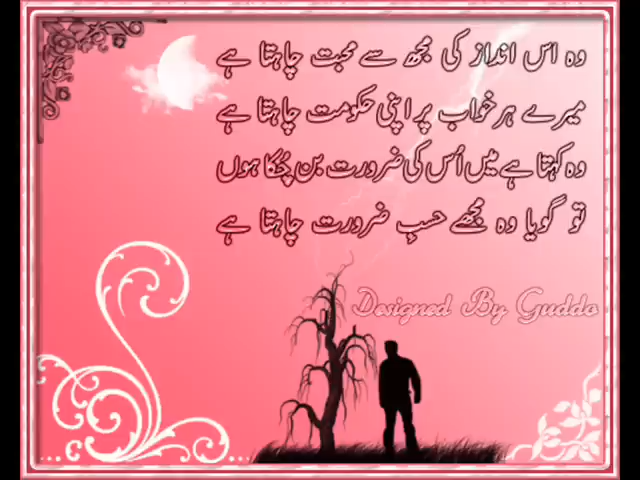 وہ اس انداز کی مجھ سے محبت چاہتا ہے
میرے ہر خواب پر اپنی حکومت چاہتا ہے
وہ کہتا ہے میں اُس کی ضرورت بن چُکا ہوں
تو گویا وہ مجھے حسبِ ضرورت چاہتا ہے
Designed By Guddo